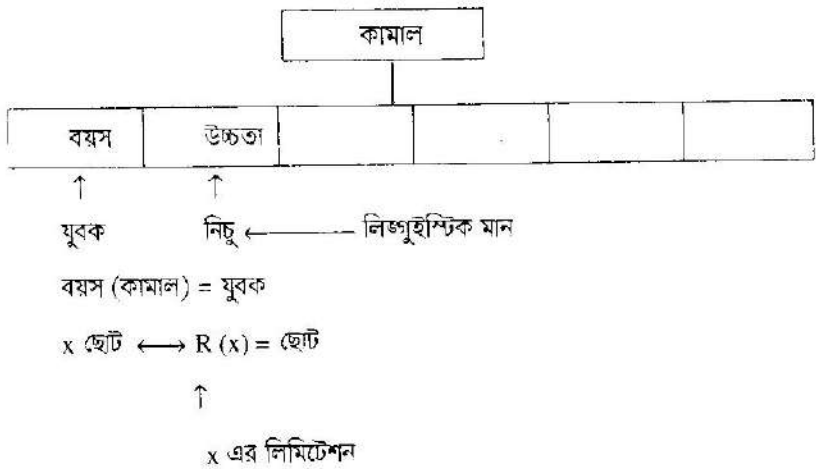 কামাল
বয়স উচ্চতা
↑ ↑
যুবক নিচু ← লিঙ্গুইস্টিক মান
বয়স (কামাল) = যুবক
x ছোট ↔ R (x) = ছোট
↑
x এর লিমিটেশন